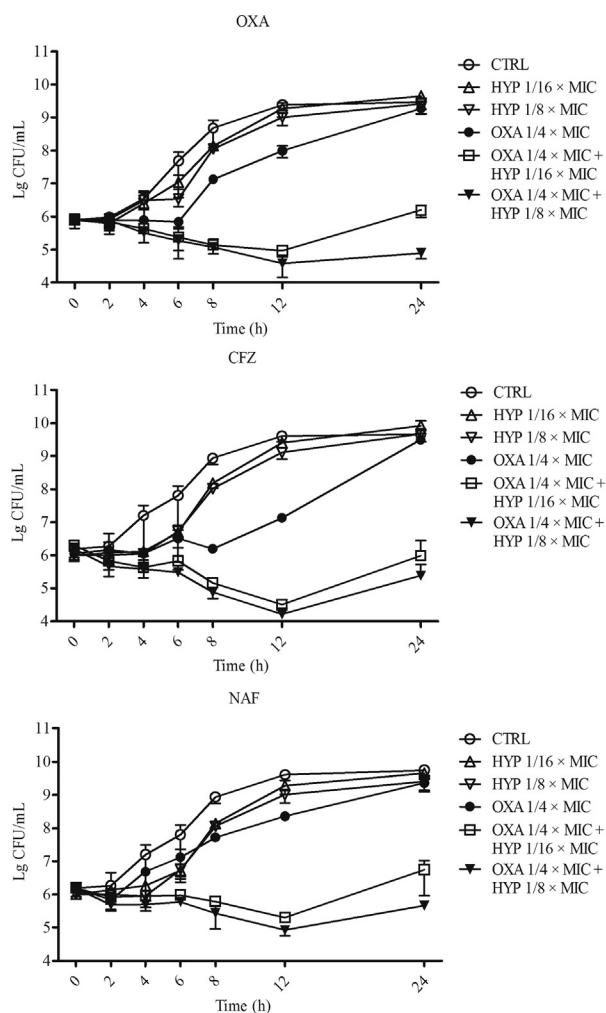 OXA
11
10
9
8
7
6
5
4
Lg CFU/mL
0
2
4
6
8
12
24
Time (h)
CTRL
HYP 1/16 × MIC
HYP 1/8 × MIC
OXA 1/4 × MIC
OXA 1/4 × MIC +
HYP 1/16 × MIC
OXA 1/4 × MIC +
HYP 1/8 × MIC
CFZ
11
10
9
8
7
6
5
4
Lg CFU/mL
0
2
4
6
8
12
24
Time (h)
CTRL
HYP 1/16 × MIC
HYP 1/8 × MIC
OXA 1/4 × MIC
OXA 1/4 × MIC +
HYP 1/16 × MIC
OXA 1/4 × MIC +
HYP 1/8 × MIC
NAF
11
10
9
8
7
6
5
4
Lg CFU/mL
0
2
4
6
8
12
24
Time (h)
CTRL
HYP 1/16 × MIC
HYP 1/8 × MIC
OXA 1/4 × MIC
OXA 1/4 × MIC +
HYP 1/16 × MIC
OXA 1/4 × MIC +
HYP 1/8 × MIC